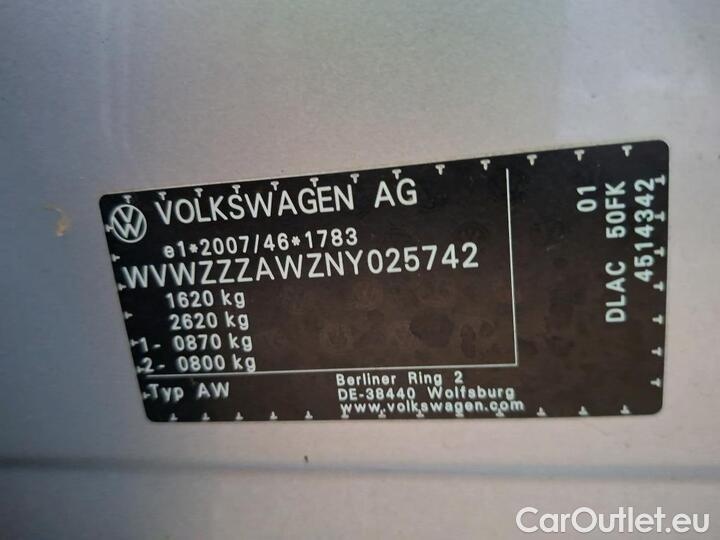 VOLKSWAGEN AG
e1*2007/46*1783
WVWZZZAWZNY025742
1620 kg
2620 kg
1- 0870 kg
2- 0800 kg
Typ AW
Berliner Ring 2
DE-38440 Wolfsburg
www.volkswagen.com
01
DLAC 50FK
4514342
CarOutlet.eu